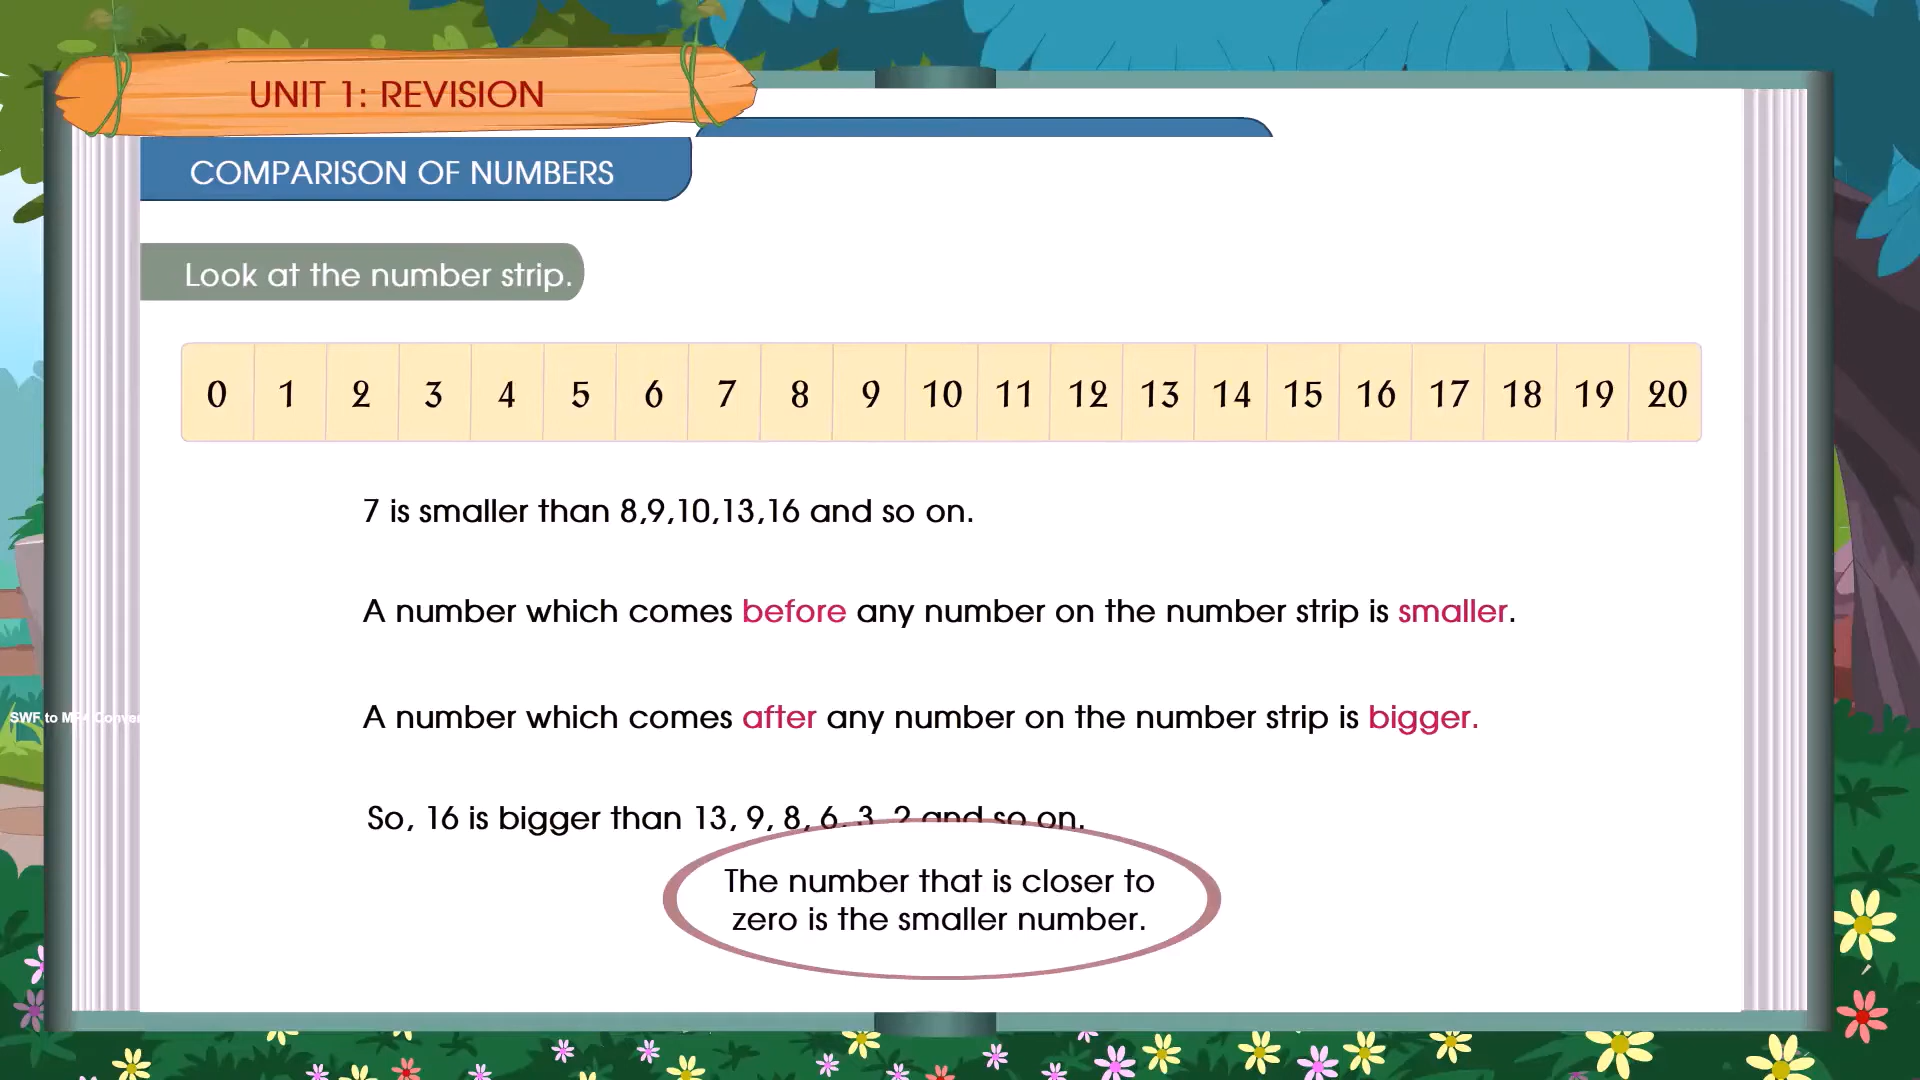 UNIT 1: REVISION
COMPARISON OF NUMBERS
Look at the number strip.
0 1 2 3 4 5 6 7 8 9 10 11 12 13 14 15 16 17 18 19 20
7 is smaller than 8,9,10,13,16 and so on.
A number which comes before any number on the number strip is smaller.
SWF to MP4
A number which comes after any number on the number strip is bigger.
So, 16 is bigger than 13, 9, 8, 6, 3, 2 and so on.
The number that is closer to
zero is the smaller number.